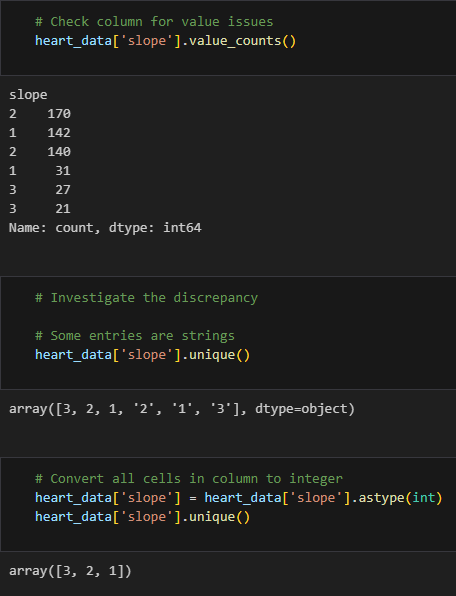 # Check column for value issues
heart_data['slope'].value_counts()
slope
2    170
1    142
2    140
1     31
3     27
3     21
Name: count, dtype: int64
# Investigate the discrepancy
# Some entries are strings
heart_data['slope'].unique()
array([3, 2, 1, '2', '1', '3'], dtype=object)
# Convert all cells in column to integer
heart_data['slope'] = heart_data['slope'].astype(int)
heart_data['slope'].unique()
array([3, 2, 1])